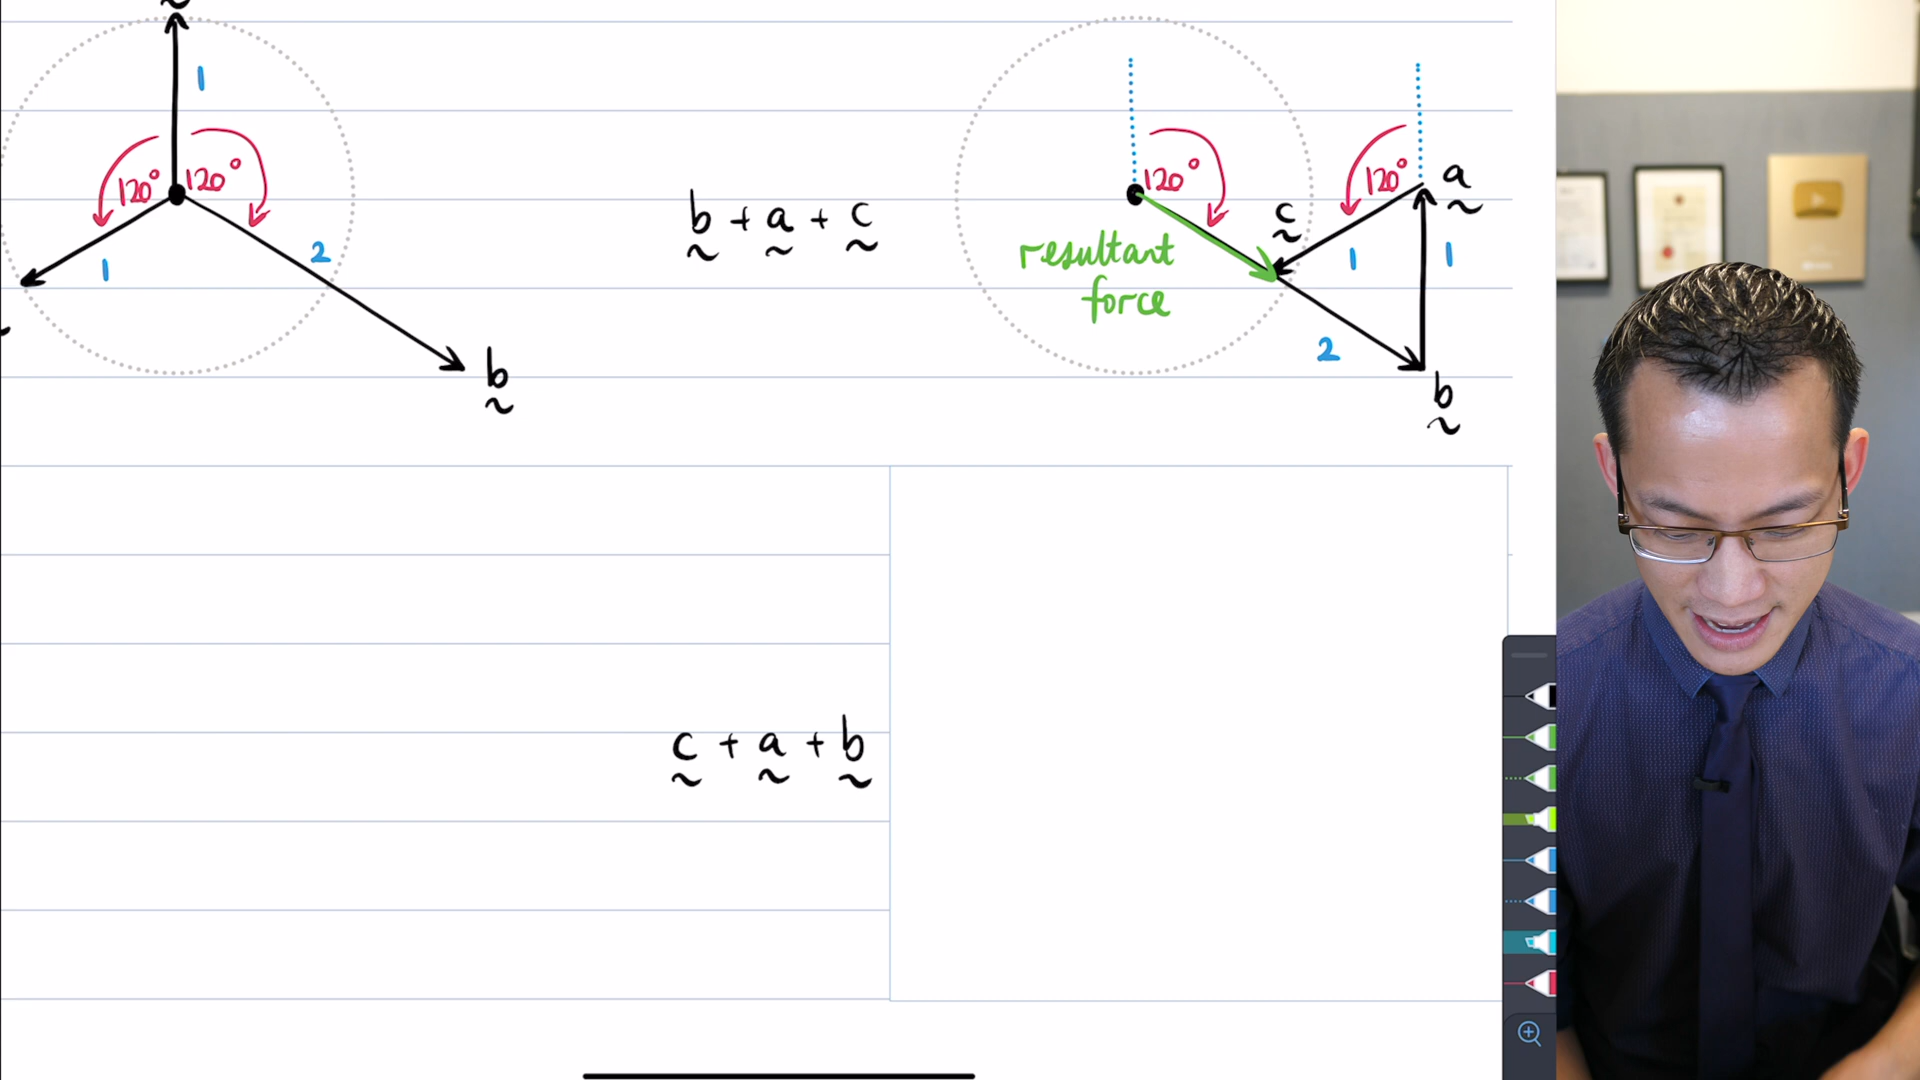 1
120° 120°
1
2
b
b + a + c
120°
120°
a
c
1
1
resultant
force
2
b
c + a + b